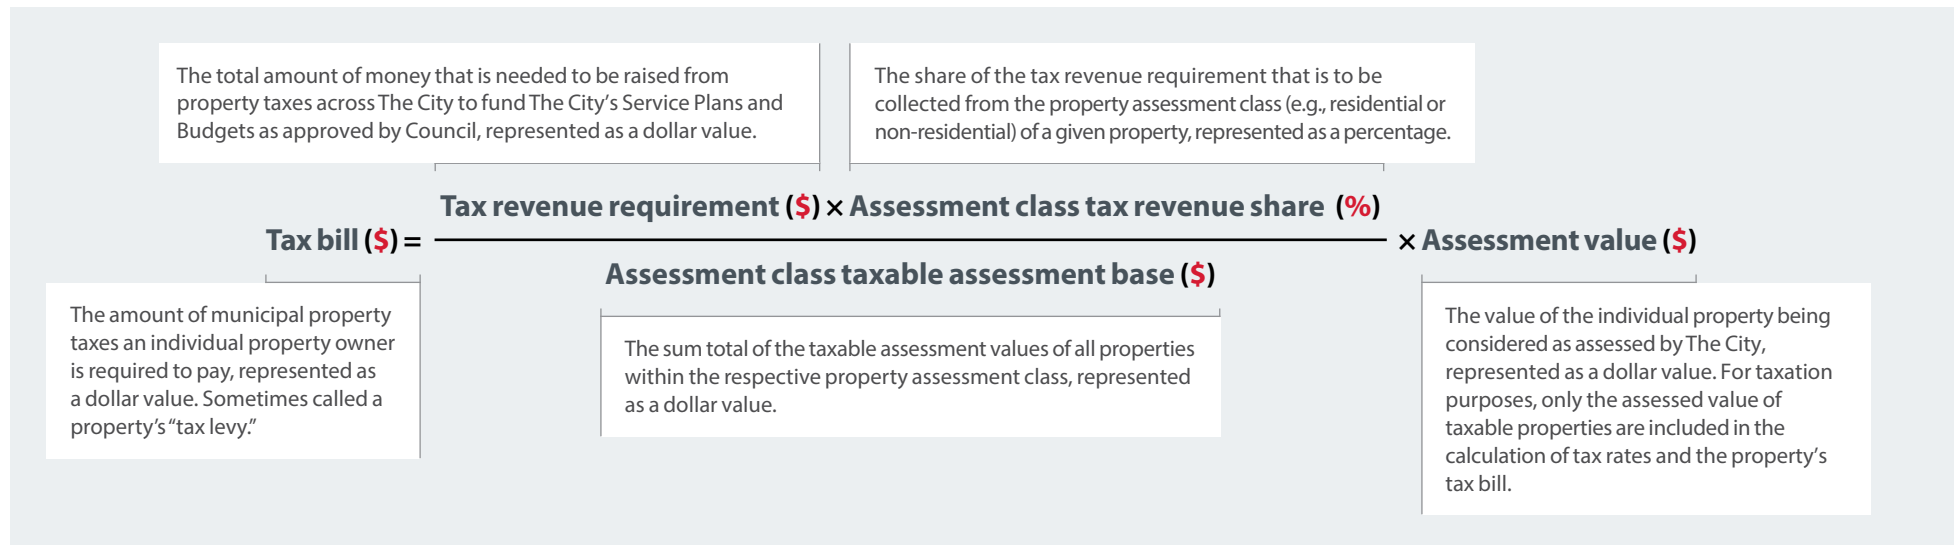 The total amount of money that is needed to be raised from
property taxes across The City to fund The City's Service Plans and
Budgets as approved by Council, represented as a dollar value.
The share of the tax revenue requirement that is to be
collected from the property assessment class (e.g., residential or
non-residential) of a given property, represented as a percentage.
Tax bill ($) =
Tax revenue requirement ($) × Assessment class tax revenue share (%)
Assessment class taxable assessment base ($)
× Assessment value ($)
The amount of municipal property
taxes an individual property owner
is required to pay, represented as
a dollar value. Sometimes called a
property's “tax levy.”
The sum total of the taxable assessment values of all properties
within the respective property assessment class, represented
as a dollar value.
The value of the individual property being
considered as assessed by The City,
represented as a dollar value. For taxation
purposes, only the assessed value of
taxable properties are included in the
calculation of tax rates and the property's
tax bill.